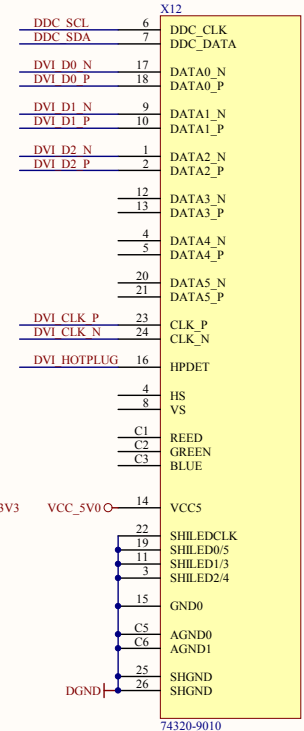 X12
DDC_SCL 6 DDC_CLK
DDC_SDA 7 DDC_DATA
DVI_D0_N 17 DATA0_N
DVI_D0_P 18 DATA0_P
DVI_D1_N 9 DATA1_N
DVI_D1_P 10 DATA1_P
DVI_D2_N 1 DATA2_N
DVI_D2_P 2 DATA2_P
12 DATA3_N
13 DATA3_P
4 DATA4_N
5 DATA4_P
20 DATA5_N
21 DATA5_P
DVI_CLK_P 23 CLK_P
DVI_CLK_N 24 CLK_N
DVI_HOTPLUG 16 HPDET
4 HS
8 VS
C1 REED
C2 GREEN
C3 BLUE
3V3 VCC_5V0 14 VCC5
22 SHILEDCLK
19 SHILED0/5
11 SHILED1/3
3 SHILED2/4
15 GND0
C5 AGND0
C6 AGND1
25 SHGND
DGND 26 SHGND
74320-9010